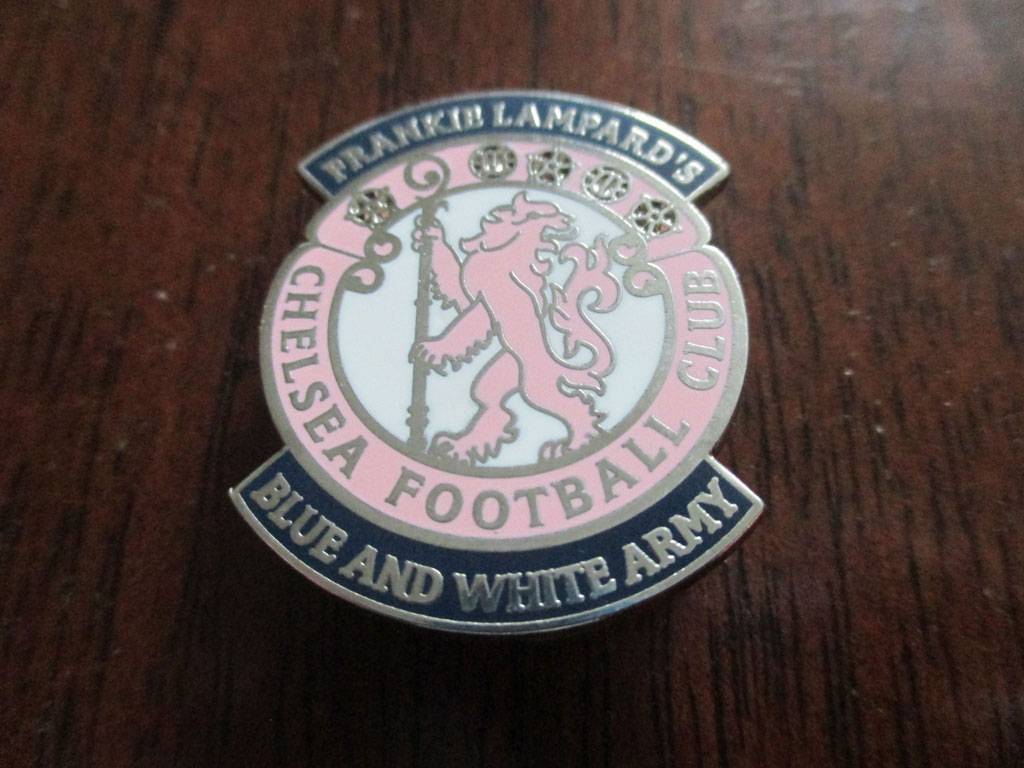 FRANKIE LAMPARD'S
CHELSEA FOOTBALL CLUB
BLUE AND WHITE ARMY